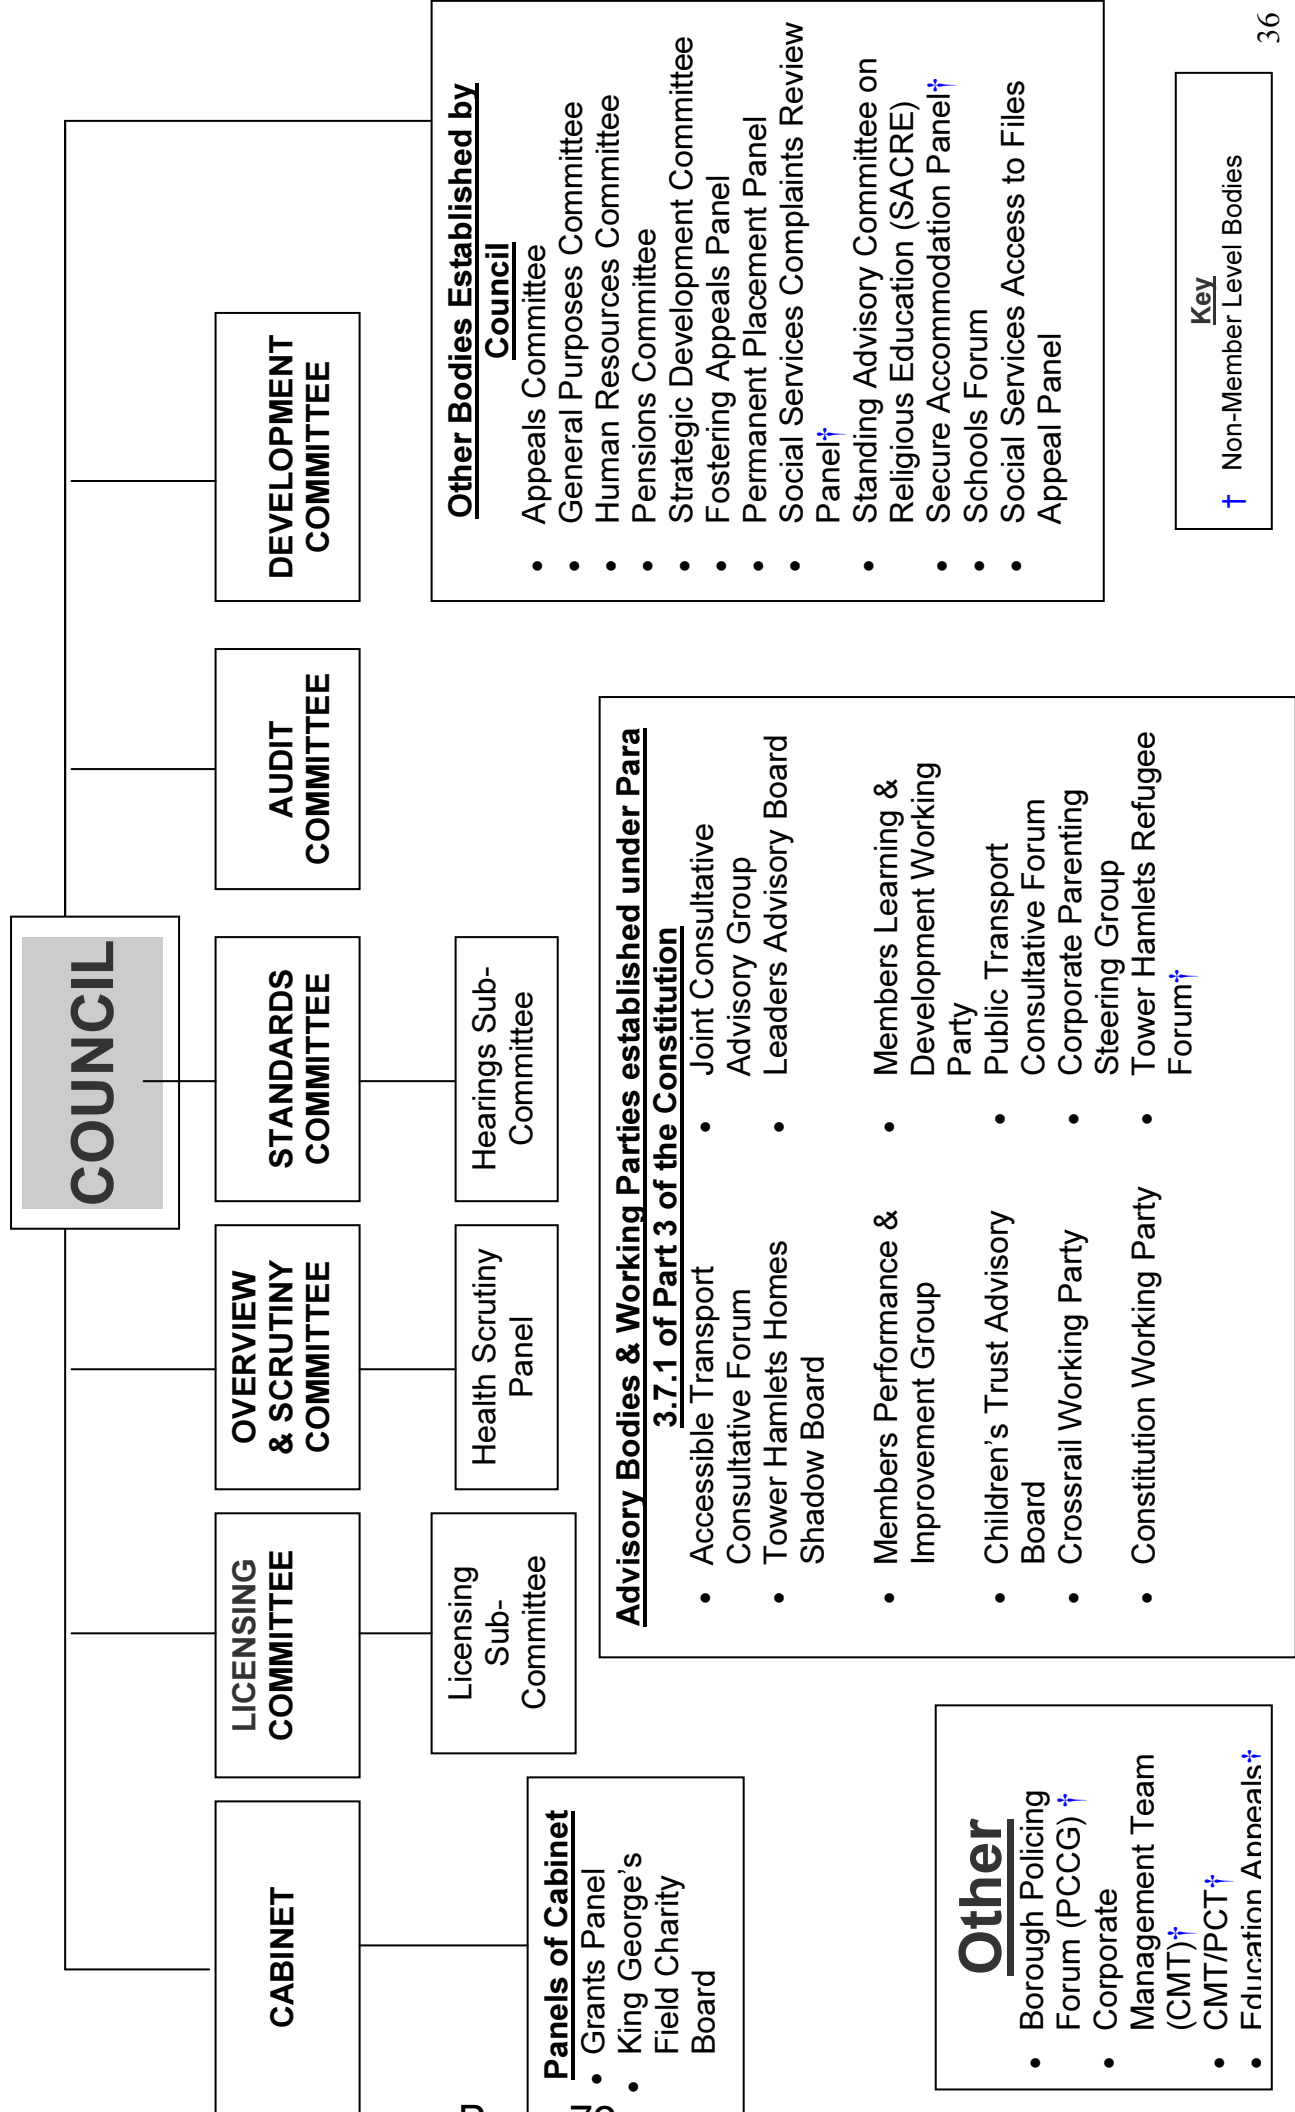 COUNCIL
CABINET
LICENSING
COMMITTEE
OVERVIEW
& SCRUTINY
COMMITTEE
STANDARDS
COMMITTEE
AUDIT
COMMITTEE
DEVELOPMENT
COMMITTEE
Panels of Cabinet
• Grants Panel
• King George's
Field Charity
Board
Licensing
Sub-
Committee
Health Scrutiny
Panel
Hearings Sub-
Committee
Other Bodies Established by
Council
• Appeals Committee
• General Purposes Committee
• Human Resources Committee
• Pensions Committee
• Strategic Development Committee
• Fostering Appeals Panel
• Permanent Placement Panel
• Social Services Complaints Review
Panel†
• Standing Advisory Committee on
Religious Education (SACRE)
• Secure Accommodation Panel†
• Schools Forum
• Social Services Access to Files
Appeal Panel
Advisory Bodies & Working Parties established under Para
3.7.1 of Part 3 of the Constitution
• Accessible Transport
Consultative Forum
• Tower Hamlets Homes
Shadow Board
• Members Performance &
Improvement Group
• Children's Trust Advisory
Board
• Crossrail Working Party
• Constitution Working Party
• Joint Consultative
Advisory Group
• Leaders Advisory Board
• Members Learning &
Development Working
Party
• Public Transport
Consultative Forum
• Corporate Parenting
Steering Group
• Tower Hamlets Refugee
Forum†
Other
• Borough Policing
Forum (PCCG) †
• Corporate
Management Team
(CMT)†
• CMT/PCT†
• Education Appeals†
Key
† Non-Member Level Bodies
36